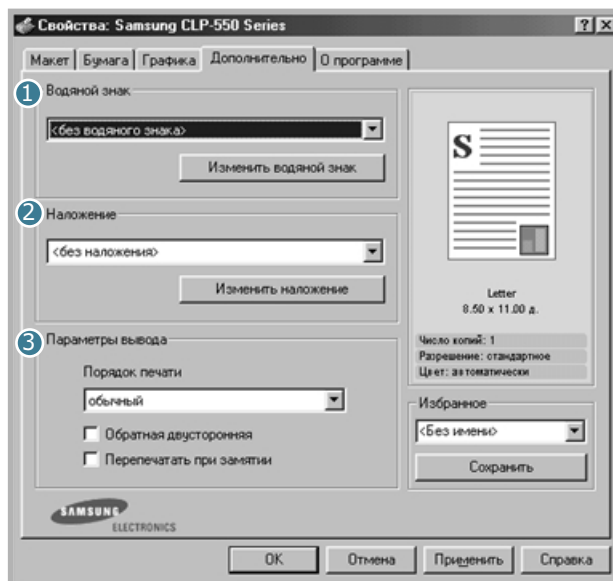 Свойства: Samsung CLP-550 Series
Макет Бумага Графика Дополнительно О программе
1 Водяной знак
<без водяного знака>
Изменить водяной знак
2 Наложение
<без наложения>
Изменить наложение
3 Параметры вывода
Порядок печати
обычный
Обратная двусторонняя
Перепечатать при замятии
SAMSUNG
ELECTRONICS
S
Letter
8.50 x 11.00 д.
Число копий: 1
Разрешение: стандартное
Цвет: автоматически
Избранное
<Без имени>
Сохранить
OK Отмена Применить Справка